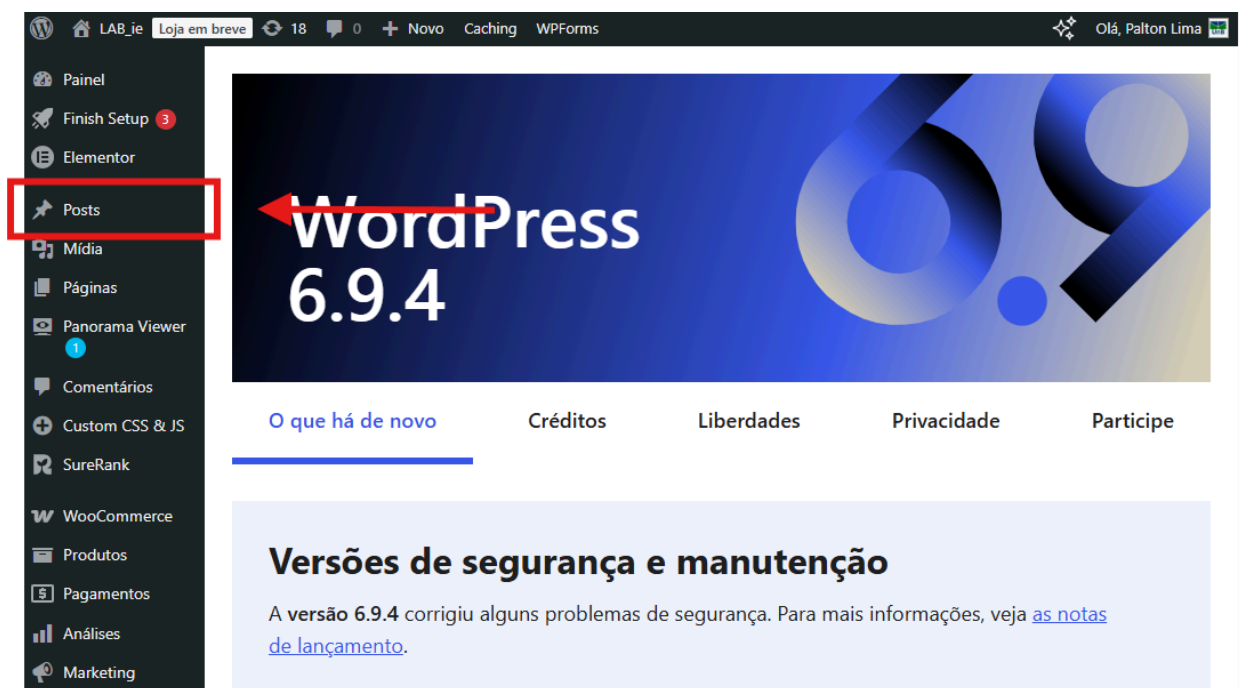 LAB_ie Loja em breve 18 0 + Novo Caching WPForms Olá, Palton Lima
Painel
Finish Setup 3
Elementor
Posts
Mídia
Páginas
Panorama Viewer
1
Comentários
Custom CSS & JS
SureRank
WooCommerce
Produtos
Pagamentos
Análises
Marketing
WordPress
6.9.4
6.9
O que há de novo Créditos Liberdades Privacidade Participe
Versões de segurança e manutenção
A versão 6.9.4 corrigiu alguns problemas de segurança. Para mais informações, veja as notas
de lançamento.